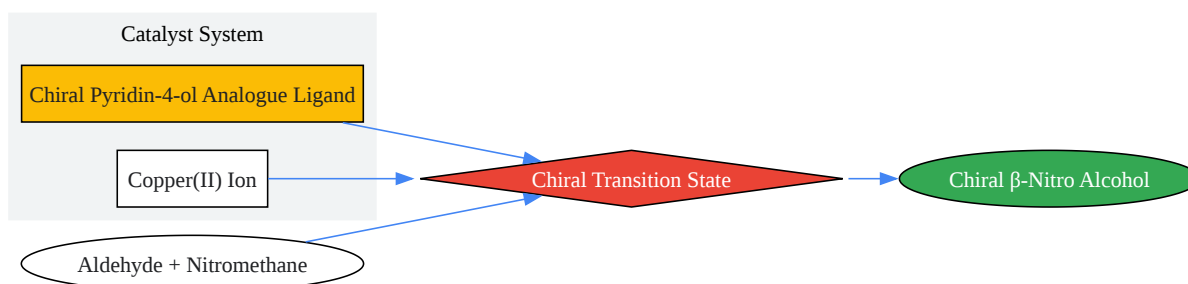 Catalyst System
Chiral Pyridin-4-ol Analogue Ligand
Copper(II) Ion
Chiral Transition State
Chiral β-Nitro Alcohol
Aldehyde + Nitromethane